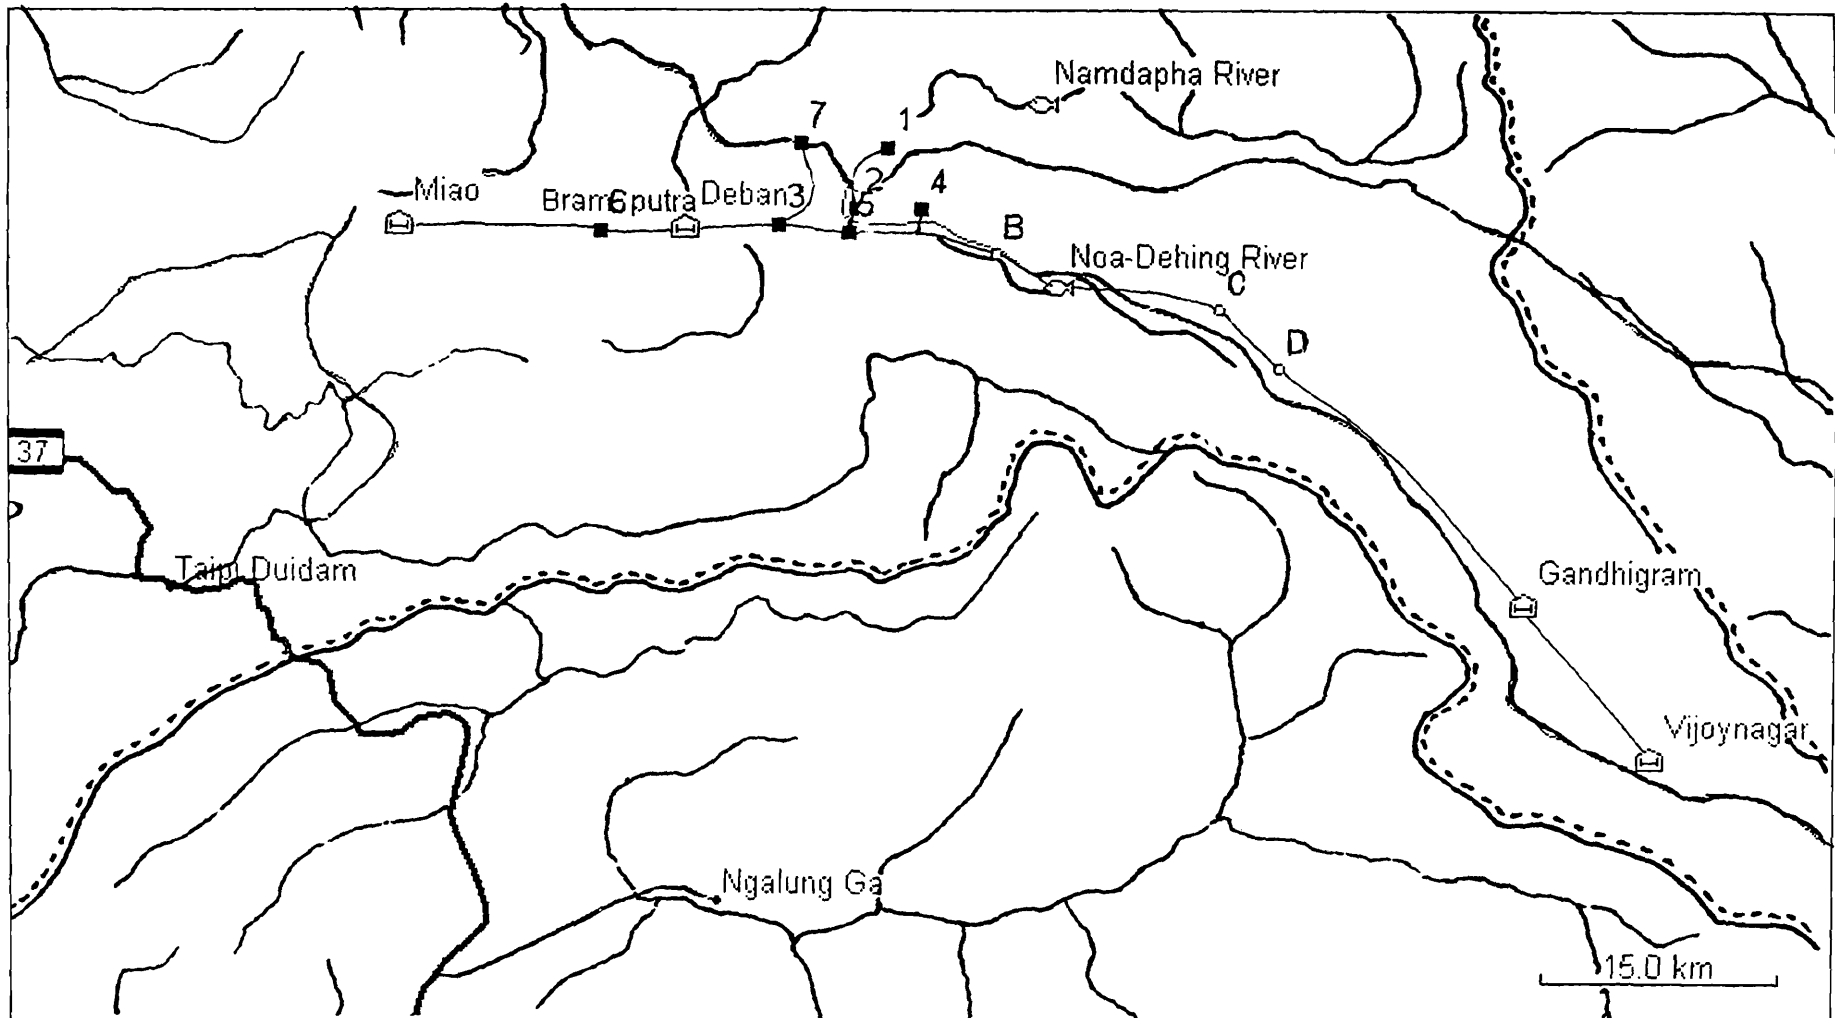 Namdapha River
7
1
2
4
Miao
Bram
6
putra
Deban
3
5
B
Noa-Dehing River
C
D
37
Taipi Duidam
Gandhigram
Vijoynagar
Ngalung Ga
15.0 km